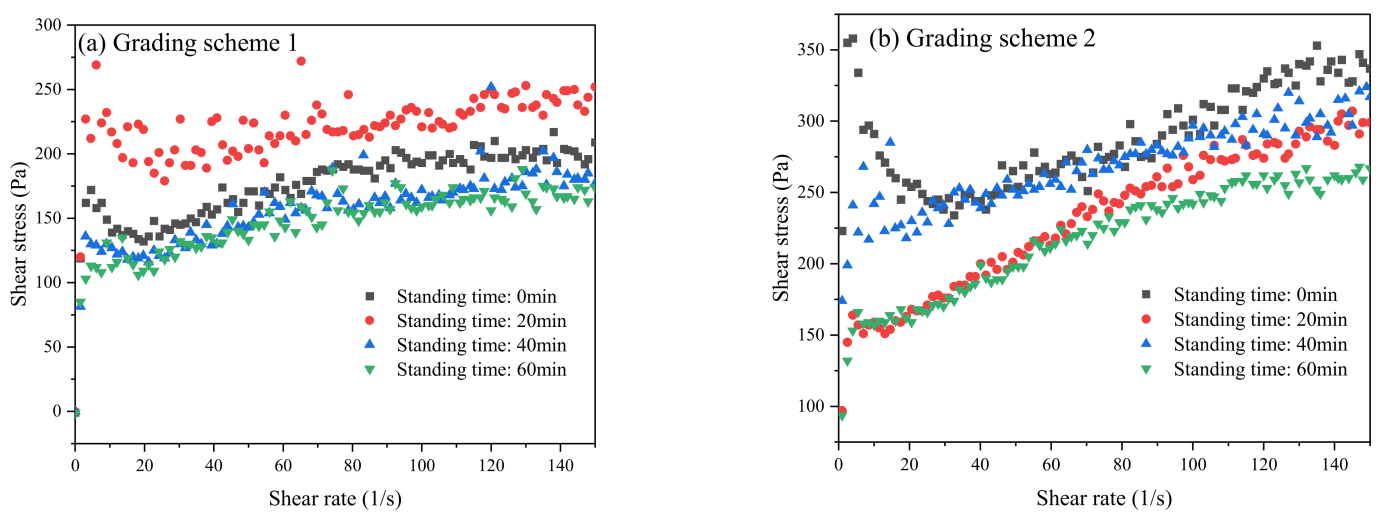 (a) Grading scheme 1
300
250
200
150
100
50
0
Shear stress (Pa)
Standing time: 0min
Standing time: 20min
Standing time: 40min
Standing time: 60min
0 20 40 60 80 100 120 140
Shear rate (1/s)
(b) Grading scheme 2
350
300
250
200
150
100
Shear stress (Pa)
Standing time: 0min
Standing time: 20min
Standing time: 40min
Standing time: 60min
0 20 40 60 80 100 120 140
Shear rate (1/s)